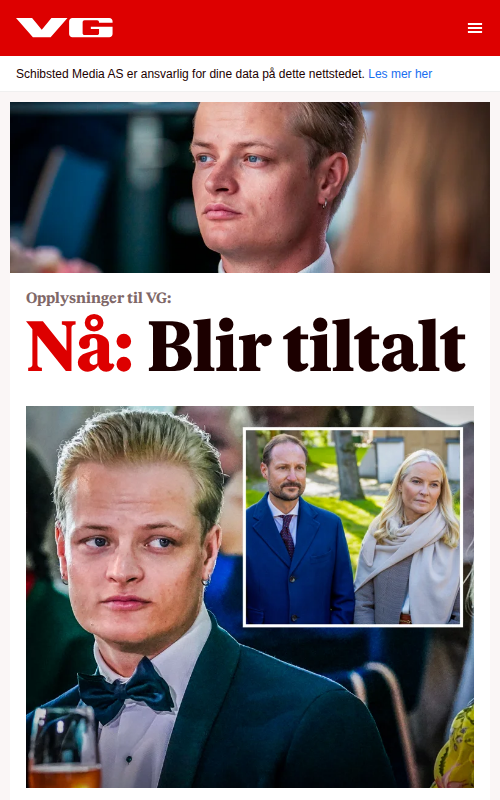 VG
Schibsted Media AS er ansvarlig for dine data på dette nettstedet. Les mer her
Opplysninger til VG:
Nå: Blir tiltalt